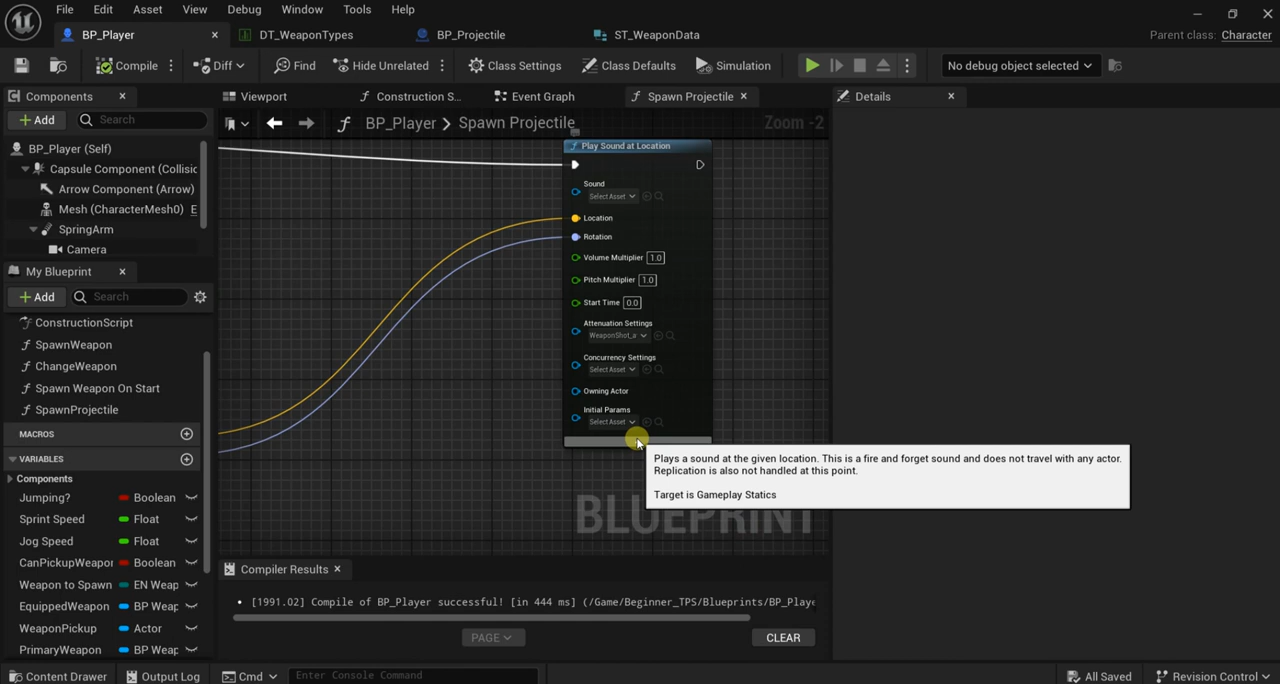 File Edit Asset View Debug Window Tools Help
BP_Player DT_WeaponTypes BP_Projectile ST_WeaponData Parent class: Character
Compile Diff Find Hide Unrelated Class Settings Class Defaults Simulation No debug object selected
Components Viewport Construction S... Event Graph Spawn Projectile Details
+ Add Search
BP_Player > Spawn Projectile Zoom -2
BP_Player (Self)
Capsule Component (Collisic
Arrow Component (Arrow)
Mesh (CharacterMesh0) E
SpringArm
Camera
My Blueprint
+ Add Search
ConstructionScript
SpawnWeapon
ChangeWeapon
Spawn Weapon On Start
SpawnProjectile
MACROS
VARIABLES
Components
Jumping? Boolean
Sprint Speed Float
Jog Speed Float
CanPickupWeapor Boolean
Weapon to Spawn EN Weap
EquippedWeapon BP Weap
WeaponPickup Actor
PrimaryWeapon BP Weap
f Play Sound at Location
Sound
Select Asset
Location
Rotation
Volume Multiplier 1.0
Pitch Multiplier 1.0
Start Time 0.0
Attenuation Settings
WeaponShot_a
Concurrency Settings
Select Asset
Owning Actor
Initial Params
Select Asset
Plays a sound at the given location. This is a fire and forget sound and does not travel with any actor.
Replication is also not handled at this point.
Target is Gameplay Statics
BLUEPRINT
Compiler Results
• [1991.02] Compile of BP_Player successful! [in 444 ms] (/Game/Beginner_TPS/Blueprints/BP_Playe
PAGE CLEAR
Content Drawer Output Log Cmd Enter Console Command All Saved Revision Control